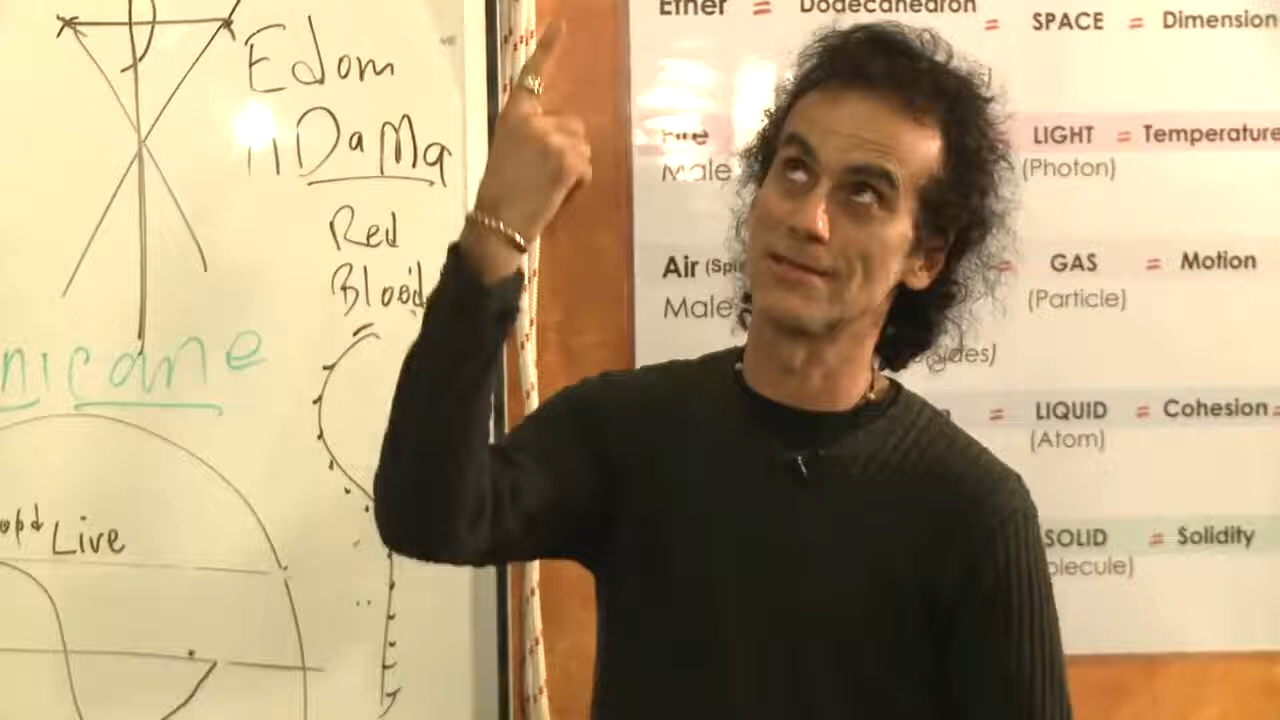 Edom
aDaMa
Red
Blood
nicane
Live
Ether = Dodecahedron = SPACE = Dimension
Fire LIGHT = Temperature
Male (Photon)
Air = GAS = Motion
Male (Particle)
= LIQUID = Cohesion =
(Atom)
SOLID = Solidity